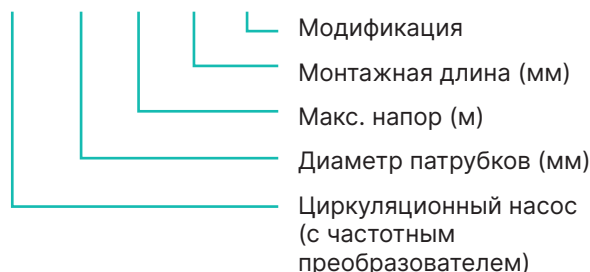 Модификация
Монтажная длина (мм)
Макс. напор (м)
Диаметр патрубков (мм)
Циркуляционный насос
(с частотным
преобразователем)